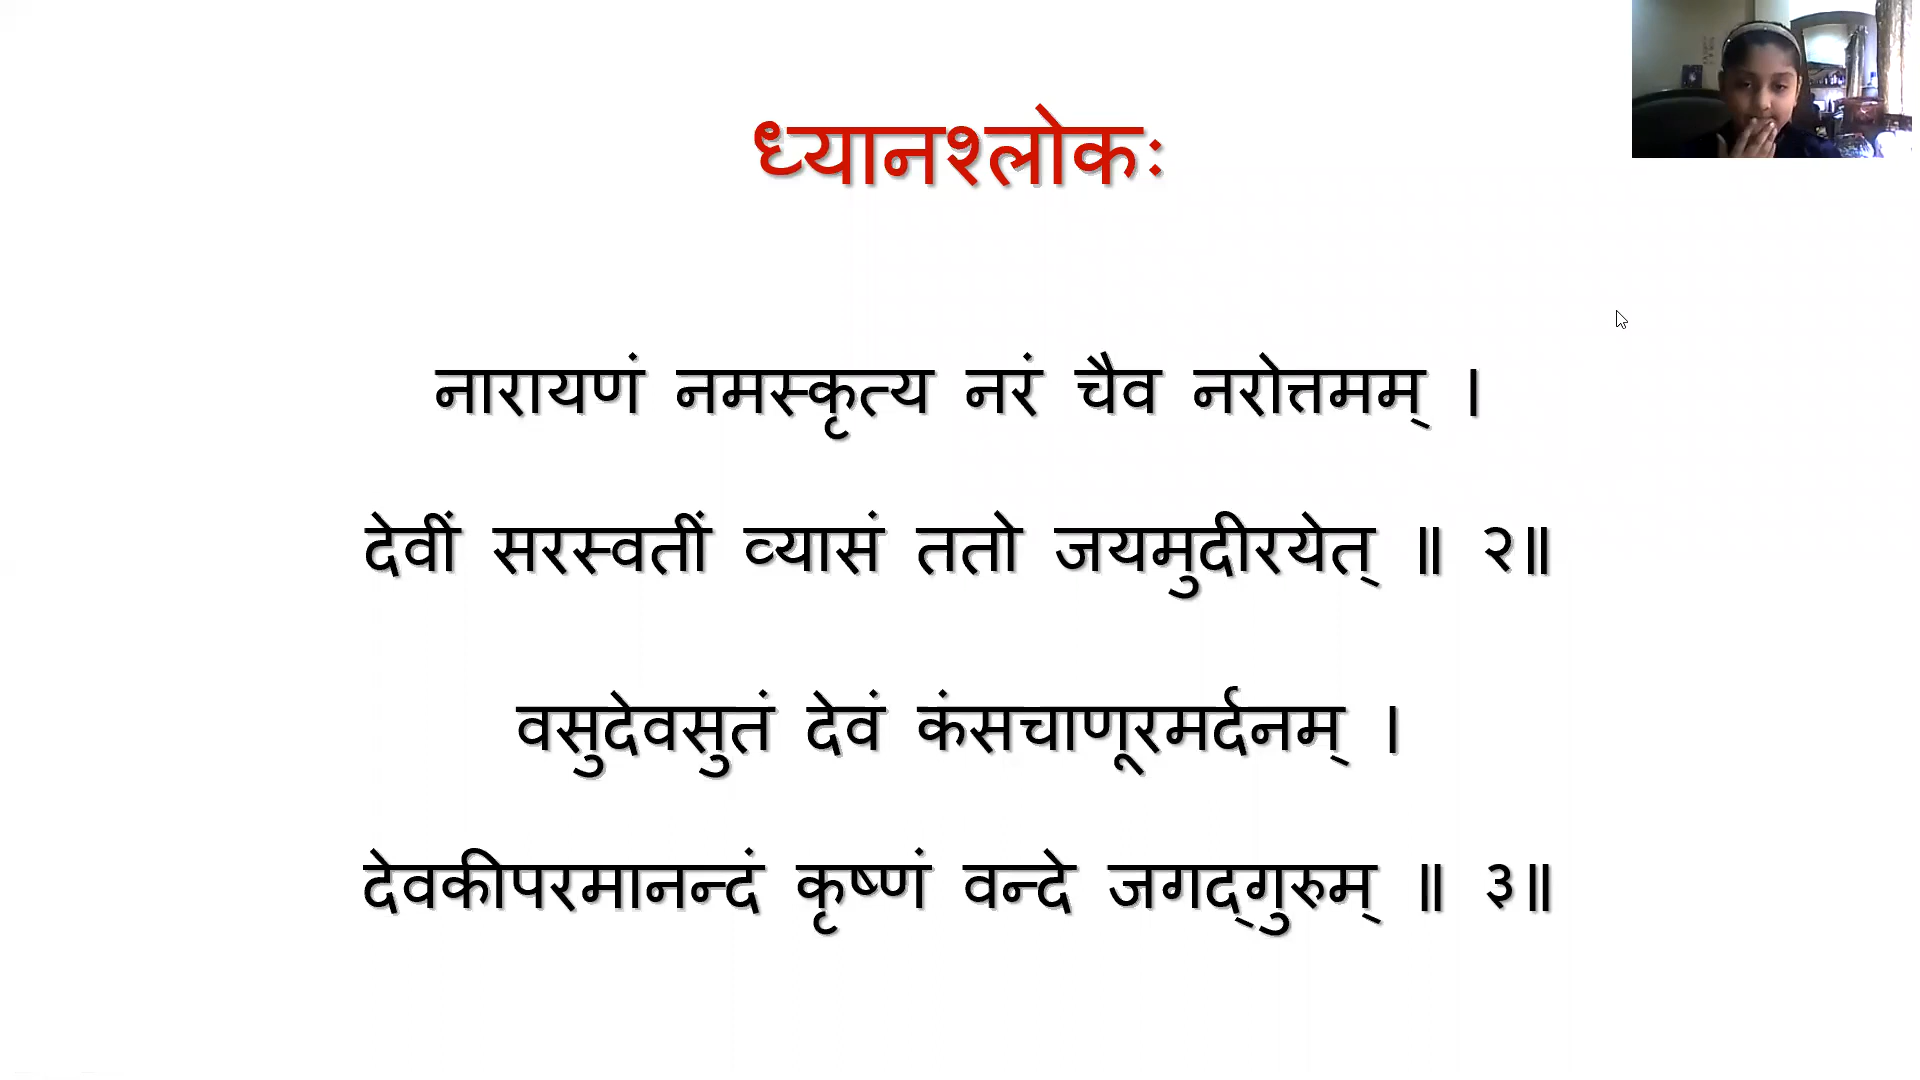 ध्यानश्लोकः
नारायणं नमस्कृत्य नरं चैव नरोत्तमम् ।
देवीं सरस्वतीं व्यासं ततो जयमुदीरयेत् ॥ २॥
वसुदेवसुतं देवं कंसचाणूरमर्दनम् ।
देवकीपरमानन्दं कृष्णं वन्दे जगद्गुरुम् ॥ ३॥